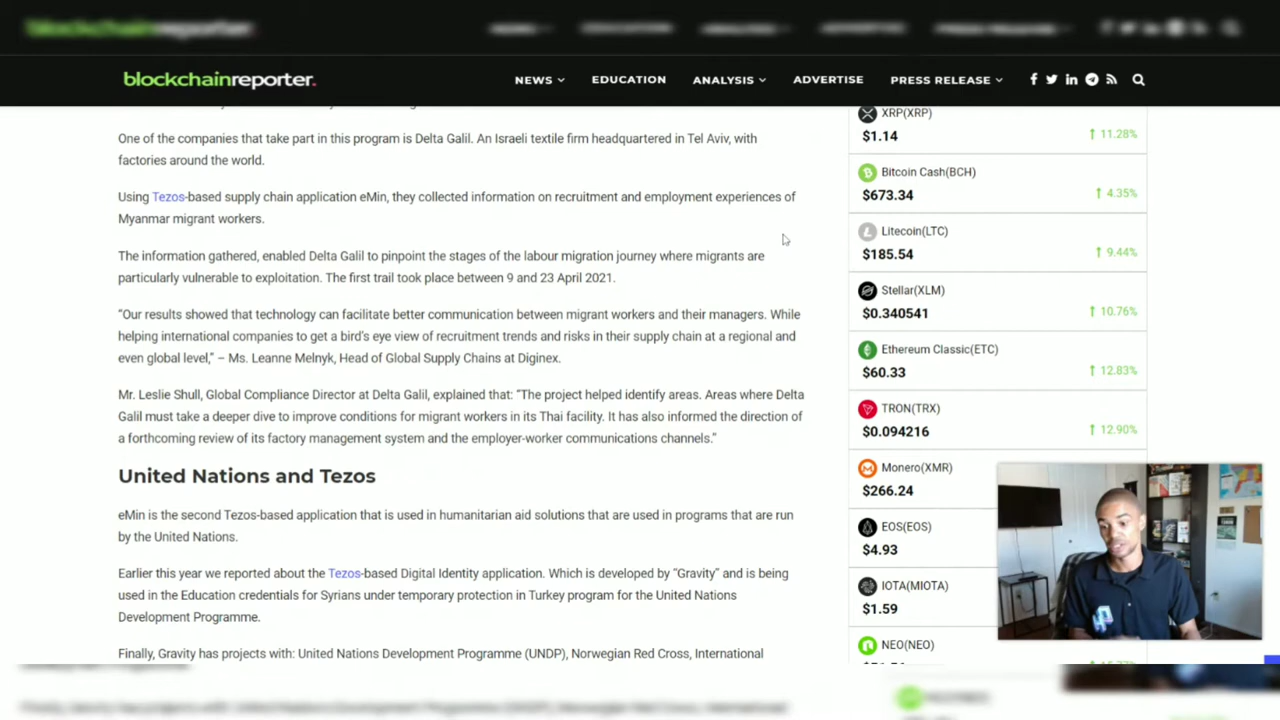 blockchainreporter.
NEWS
EDUCATION
ANALYSIS
ADVERTISE
PRESS RELEASE
One of the companies that take part in this program is Delta Galil. An Israeli textile firm headquartered in Tel Aviv, with
factories around the world.
Using Tezos-based supply chain application eMin, they collected information on recruitment and employment experiences of
Myanmar migrant workers.
The information gathered, enabled Delta Galil to pinpoint the stages of the labour migration journey where migrants are
particularly vulnerable to exploitation. The first trail took place between 9 and 23 April 2021.
“Our results showed that technology can facilitate better communication between migrant workers and their managers. While
helping international companies to get a bird’s eye view of recruitment trends and risks in their supply chain at a regional and
even global level,” – Ms. Leanne Melnyk, Head of Global Supply Chains at Diginex.
Mr. Leslie Shull, Global Compliance Director at Delta Galil, explained that: “The project helped identify areas. Areas where Delta
Galil must take a deeper dive to improve conditions for migrant workers in its Thai facility. It has also informed the direction of
a forthcoming review of its factory management system and the employer-worker communications channels.”
United Nations and Tezos
eMin is the second Tezos-based application that is used in humanitarian aid solutions that are used in programs that are run
by the United Nations.
Earlier this year we reported about the Tezos-based Digital Identity application. Which is developed by “Gravity” and is being
used in the Education credentials for Syrians under temporary protection in Turkey program for the United Nations
Development Programme.
Finally, Gravity has projects with: United Nations Development Programme (UNDP), Norwegian Red Cross, International
XRP(XRP)
$1.14
↑ 11.28%
Bitcoin Cash(BCH)
$673.34
↑ 4.35%
Litecoin(LTC)
$185.54
↑ 9.44%
Stellar(XLM)
$0.340541
↑ 10.76%
Ethereum Classic(ETC)
$60.33
↑ 12.83%
TRON(TRX)
$0.094216
↑ 12.90%
Monero(XMR)
$266.24
EOS(EOS)
$4.93
IOTA(MIOTA)
$1.59
NEO(NEO)